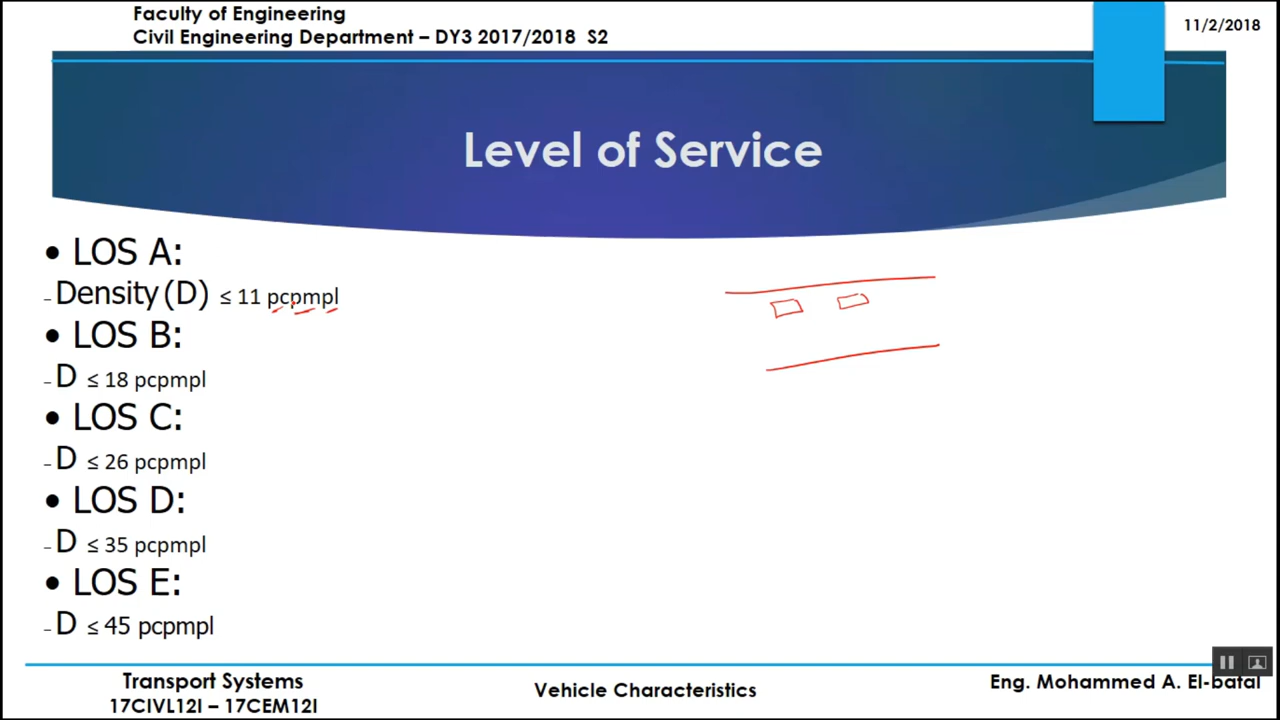 Faculty of Engineering
Civil Engineering Department – DY3 2017/2018 S2
11/2/2018
Level of Service
• LOS A:
– Density (D) ≤ 11 pcpmpl
• LOS B:
– D ≤ 18 pcpmpl
• LOS C:
– D ≤ 26 pcpmpl
• LOS D:
– D ≤ 35 pcpmpl
• LOS E:
– D ≤ 45 pcpmpl
Transport Systems
17CIVL12I – 17CEM12I
Vehicle Characteristics
Eng. Mohammed A. El-batal